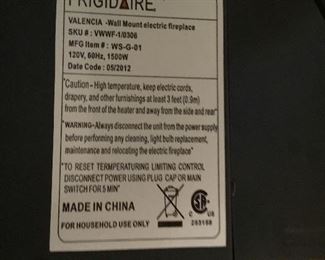 FRIGIDAIRE
VALENCIA -Wall Mount electric fireplace
SKU # : VWWF-1/0306
MFG Item# : WS-G-01
120V, 60Hz, 1500W
Date Code : 05/2012
"Caution - High temperature, keep electric cords,
drapery, and other furnishings at least 3 feet (0.9m)
from the front of the heater and away from the side and rear"
"WARNING-Always disconnect the unit from the power supply
before performing any cleaning, light bulb replacement,
maintenance and relocating the electric fireplace"
"TO RESET TERMPERATURING LIMITING CONTROL
DISCONNECT POWER USING PLUG CAP OR MAIN
SWITCH FOR 5 MIN"
MADE IN CHINA
FOR HOUSEHOLD USE ONLY
C US
253168